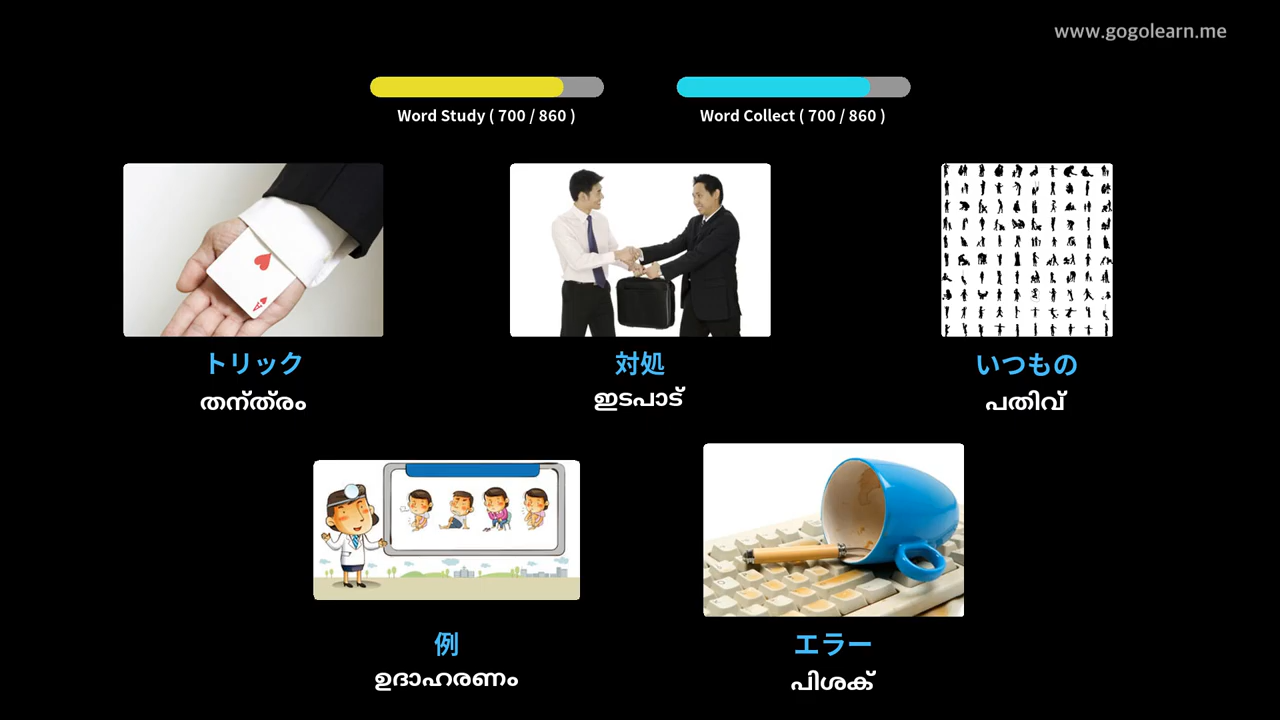 www.gogolearn.me
Word Study ( 700 / 860 )
Word Collect ( 700 / 860 )
トリック
തന്ത്രം
対処
ഇടപാട്
いつもの
പതിവ്
例
ഉദാഹരണം
エラー
പിശക്